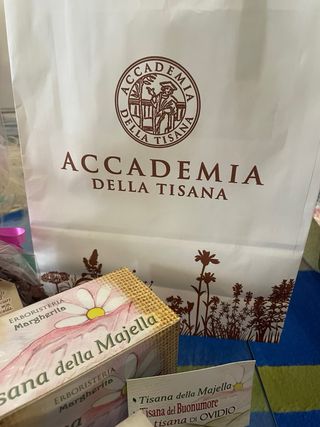 ACCADEMIA
DELLA TISANA
ACCADEMIA
DELLA TISANA
ERBORISTERIA
Margherita
Tisana della Majella
ERBORISTERIA
Margherita
Tisana della Majella
Tisana del Buonumore
tisana DI OVIDIO